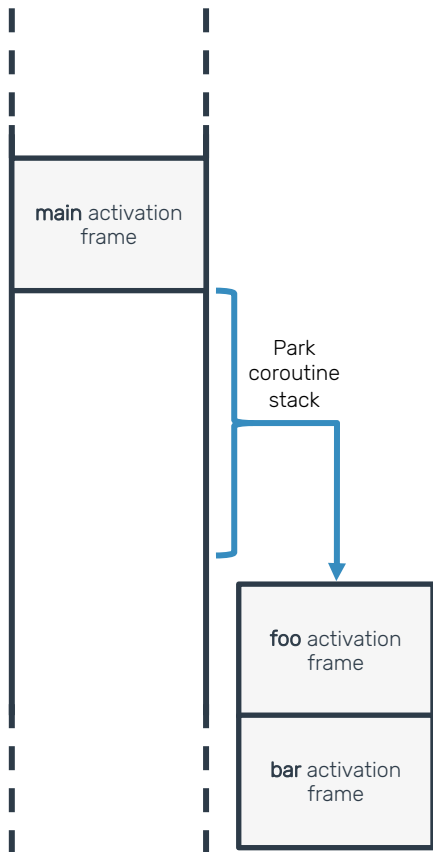 main activation
frame
Park
coroutine
stack
foo activation
frame
bar activation
frame